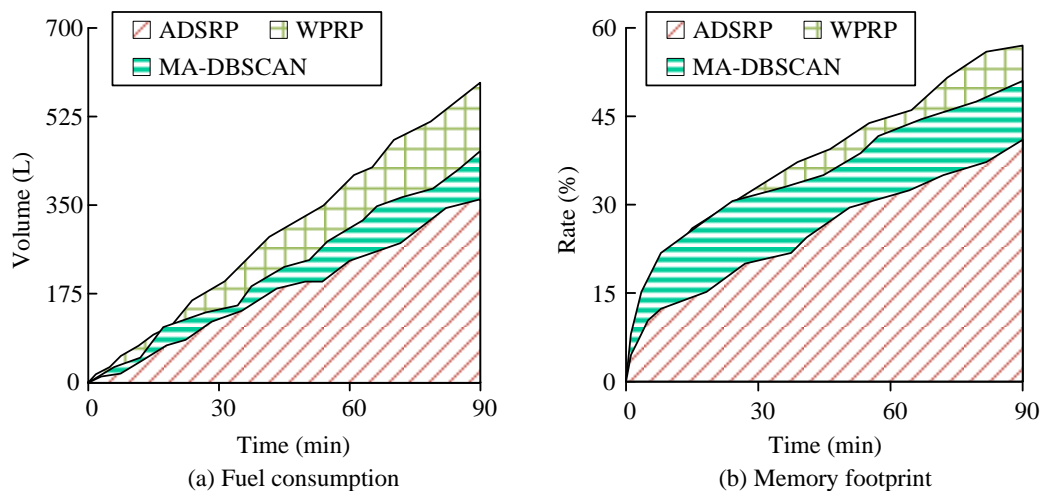 700
525
350
175
0
Volume (L)
ADSRP
WPRP
MA-DBSCAN
0
30
60
90
Time (min)
(a) Fuel consumption
60
45
30
15
0
Rate (%)
ADSRP
WPRP
MA-DBSCAN
0
30
60
90
Time (min)
(b) Memory footprint